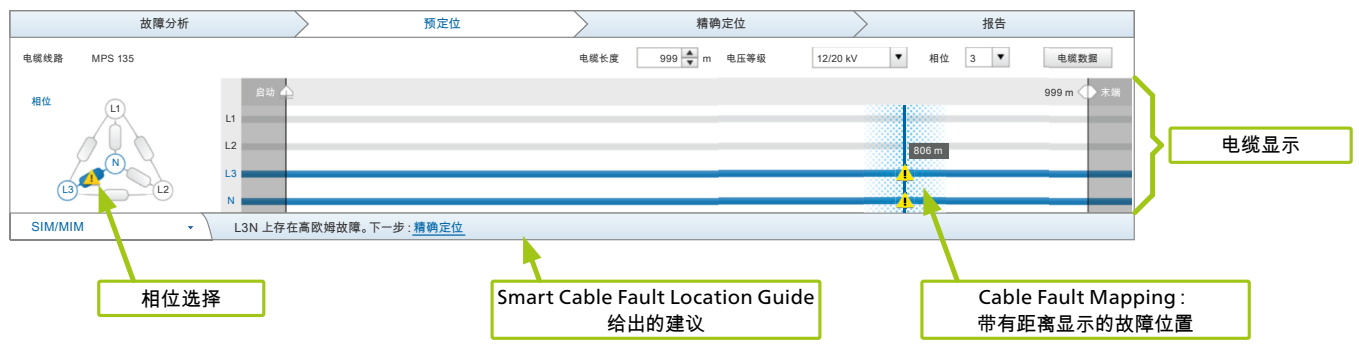 故障分析 预定位 精确定位 报告
电缆线路 MPS 135 电缆长度 999 m 电压等级 12/20 kV 相位 3 电缆数据
相位 启动 999 m 末端
L1
L1
L2
806 m
N
L3
L3 L2
N
SIM/MIM L3N 上存在高欧姆故障。下一步:精确定位
电缆显示
相位选择
Smart Cable Fault Location Guide
给出的建议
Cable Fault Mapping:
带有距离显示的故障位置